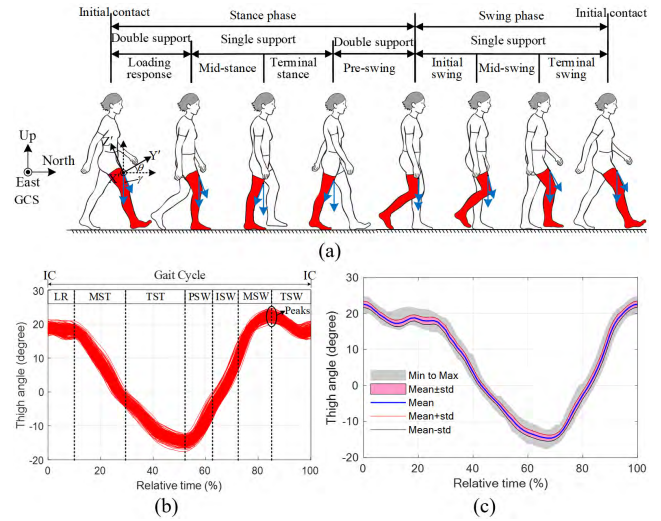 Initial contact Stance phase Swing phase Initial contact
Double support Single support Double support Single support
Loading response Mid-stance Terminal stance Pre-swing Initial swing Mid-swing Terminal swing
Up
North
East
GCS
Y'
(a)
IC Gait Cycle IC
LR MST TST PSW ISW MSW TSW
Peaks
Thigh angle (degree)
30
20
10
0
-10
-20
0 20 40 60 80 100
Relative time (%)
(b)
Thigh angle (degree)
30
20
10
0
-10
-20
Min to Max
Mean±std
Mean
Mean+std
Mean-std
0 20 40 60 80 100
Relative time (%)
(c)